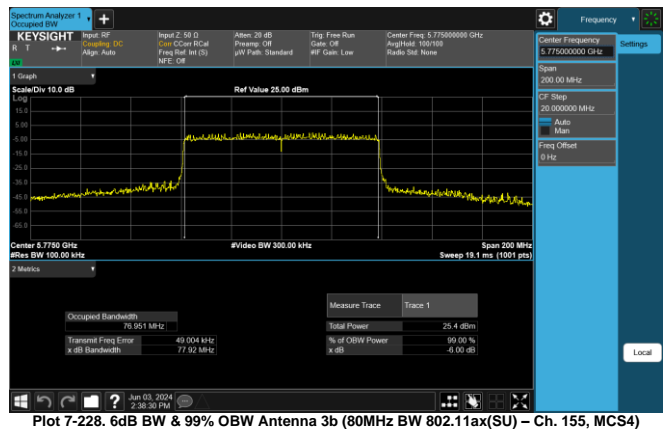 Spectrum Analyzer 1
Occupied BW
KEYSIGHT
R T
Input: RF
Coupling: DC
Align: Auto
Input Z: 50 Ω
Corr CCorr RCal
Freq Ref: Int (S)
NFE: Off
Atten: 20 dB
Preamp: Off
µW Path: Standard
Trig: Free Run
Gate: Off
#IF Gain: Low
Center Freq: 5.775000000 GHz
Avg|Hold: 100/100
Radio Std: None
Frequency
Settings
Center Frequency
5.775000000 GHz
Span
200.00 MHz
CF Step
20.000000 MHz
Auto
Man
Freq Offset
0 Hz
Local
1 Graph
Scale/Div 10.0 dB
Ref Value 25.00 dBm
Log
15.0
5.00
-5.00
-15.0
-25.0
-35.0
-45.0
-55.0
-65.0
Center 5.7750 GHz
#Video BW 300.00 kHz
Span 200 MHz
#Res BW 100.00 kHz
Sweep 19.1 ms (1001 pts)
2 Metrics
Measure Trace
Trace 1
Occupied Bandwidth
76.951 MHz
Total Power
25.4 dBm
Transmit Freq Error
49.004 kHz
% of OBW Power
99.00 %
x dB Bandwidth
77.92 MHz
x dB
-6.00 dB
?
Jun 03, 2024
2:38:30 PM
Plot 7-228. 6dB BW & 99% OBW Antenna 3b (80MHz BW 802.11ax(SU) – Ch. 155, MCS4)